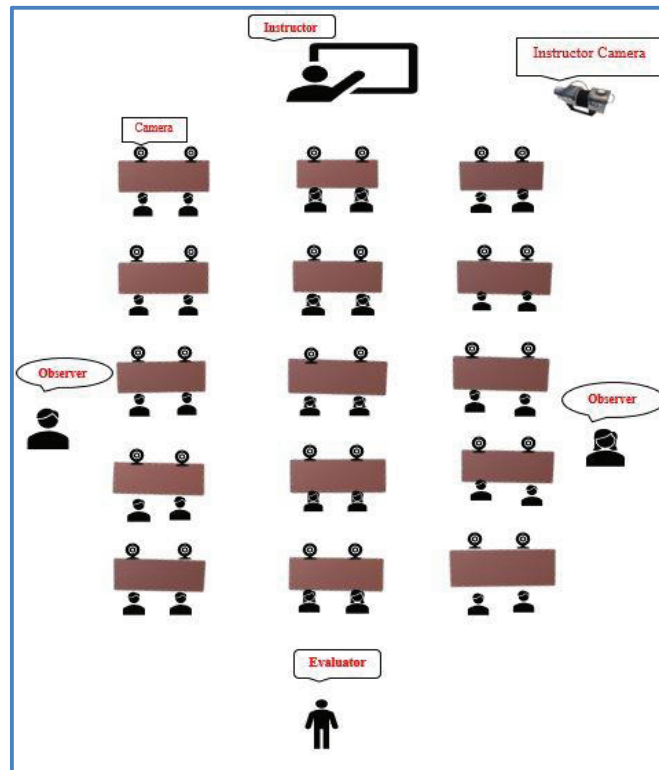 Instructor
Instructor Camera
Camera
Observer
Observer
Evaluator